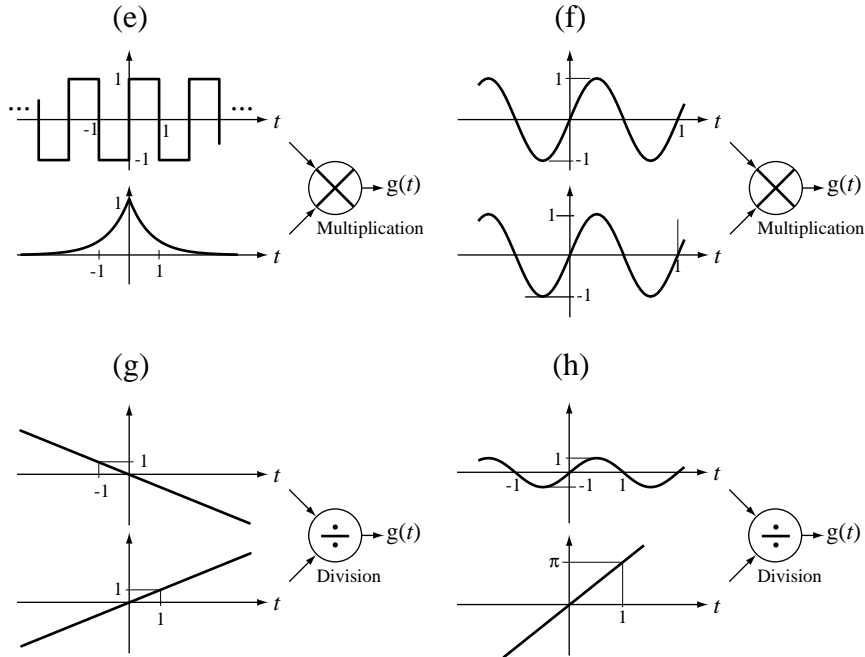 (e)
1
...
...
-1
1
t
-1
g(t)
Multiplication
1
t
-1
1
(f)
1
t
1
-1
g(t)
Multiplication
1
t
1
-1
(g)
1
t
-1
g(t)
Division
1
t
1
(h)
1
t
-1
-1
1
g(t)
Division
π
t
1